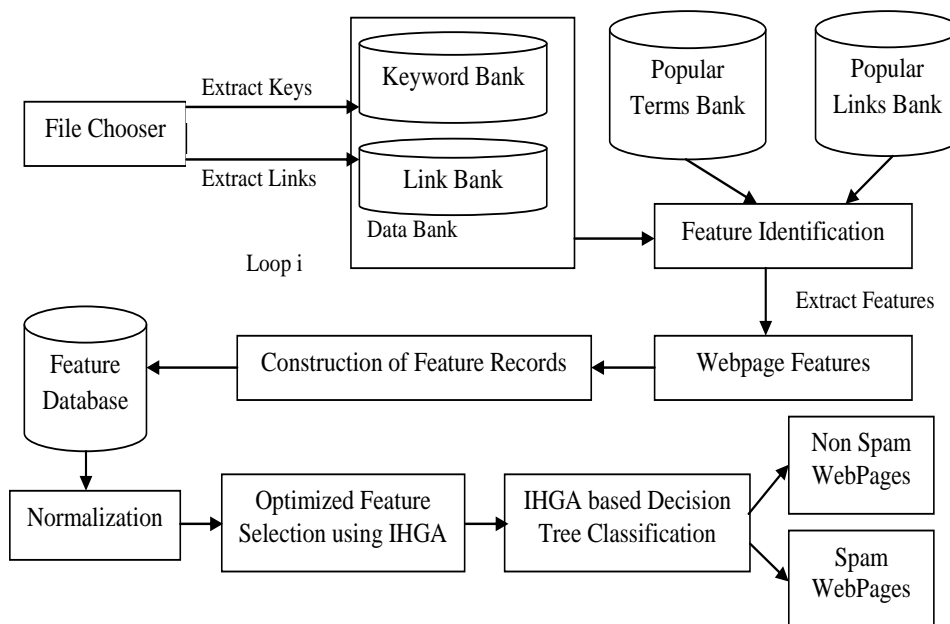 Extract Keys
File Chooser
Extract Links
Keyword Bank
Link Bank
Data Bank
Popular
Terms Bank
Popular
Links Bank
Feature Identification
Loop i
Extract Features
Webpage Features
Construction of Feature Records
Feature
Database
Normalization
Optimized Feature
Selection using IHGA
IHGA based Decision
Tree Classification
Non Spam
WebPages
Spam
WebPages